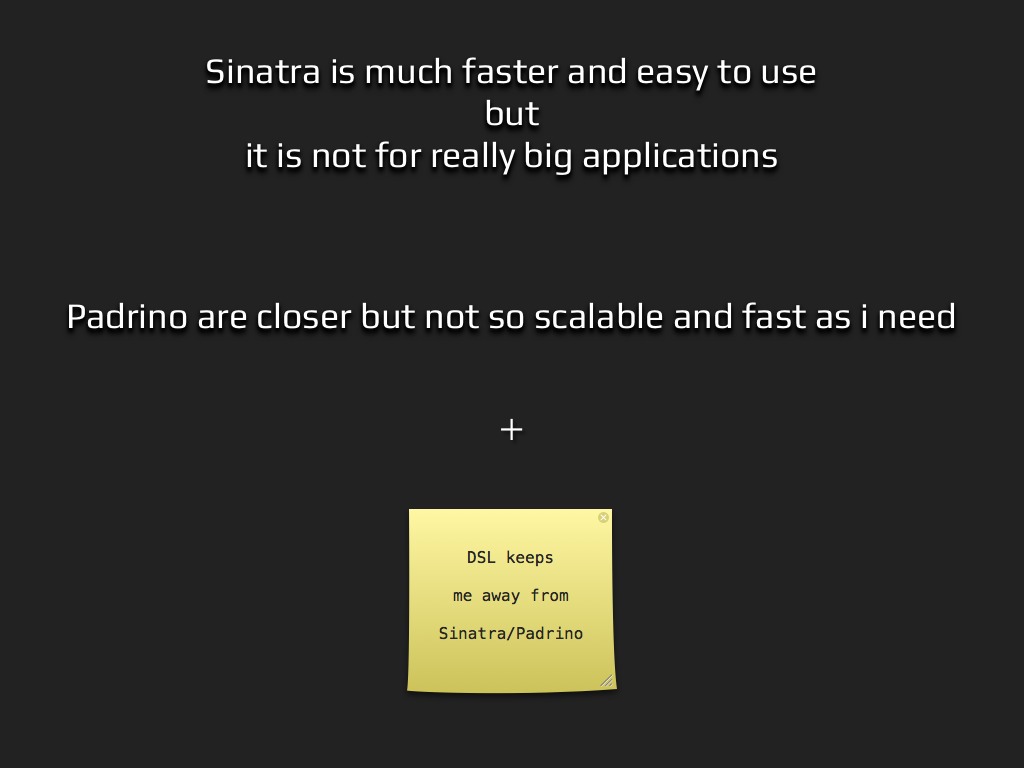 Sinatra is much faster and easy to use
but
it is not for really big applications
Padrino are closer but not so scalable and fast as i need
+
DSL keeps
me away from
Sinatra/Padrino